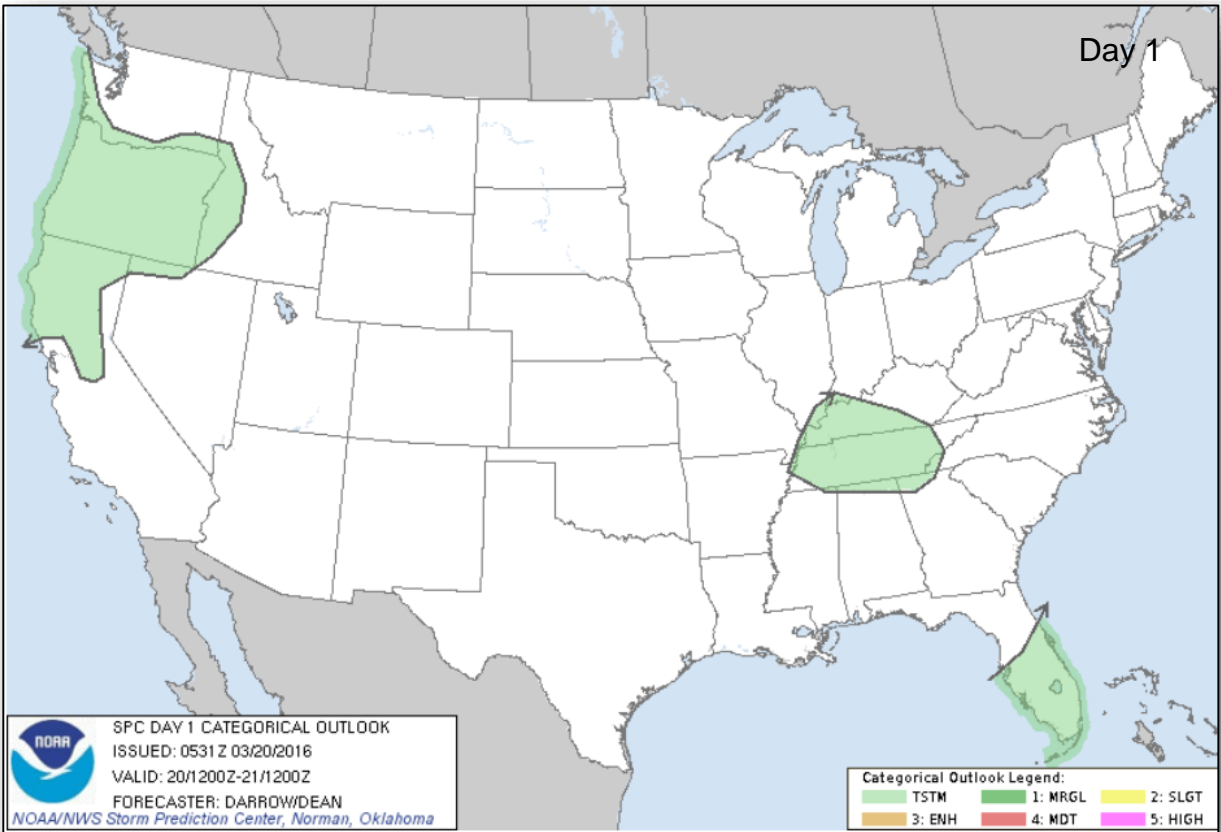 Day 1
NOAA
SPC DAY 1 CATEGORICAL OUTLOOK
ISSUED: 0531Z 03/20/2016
VALID: 20/1200Z-21/1200Z
FORECASTER: DARROW/DEAN
NOAA/NWS Storm Prediction Center, Norman, Oklahoma
Categorical Outlook Legend:
TSTM 1: MRGL 2: SLGT
3: ENH 4: MDT 5: HIGH